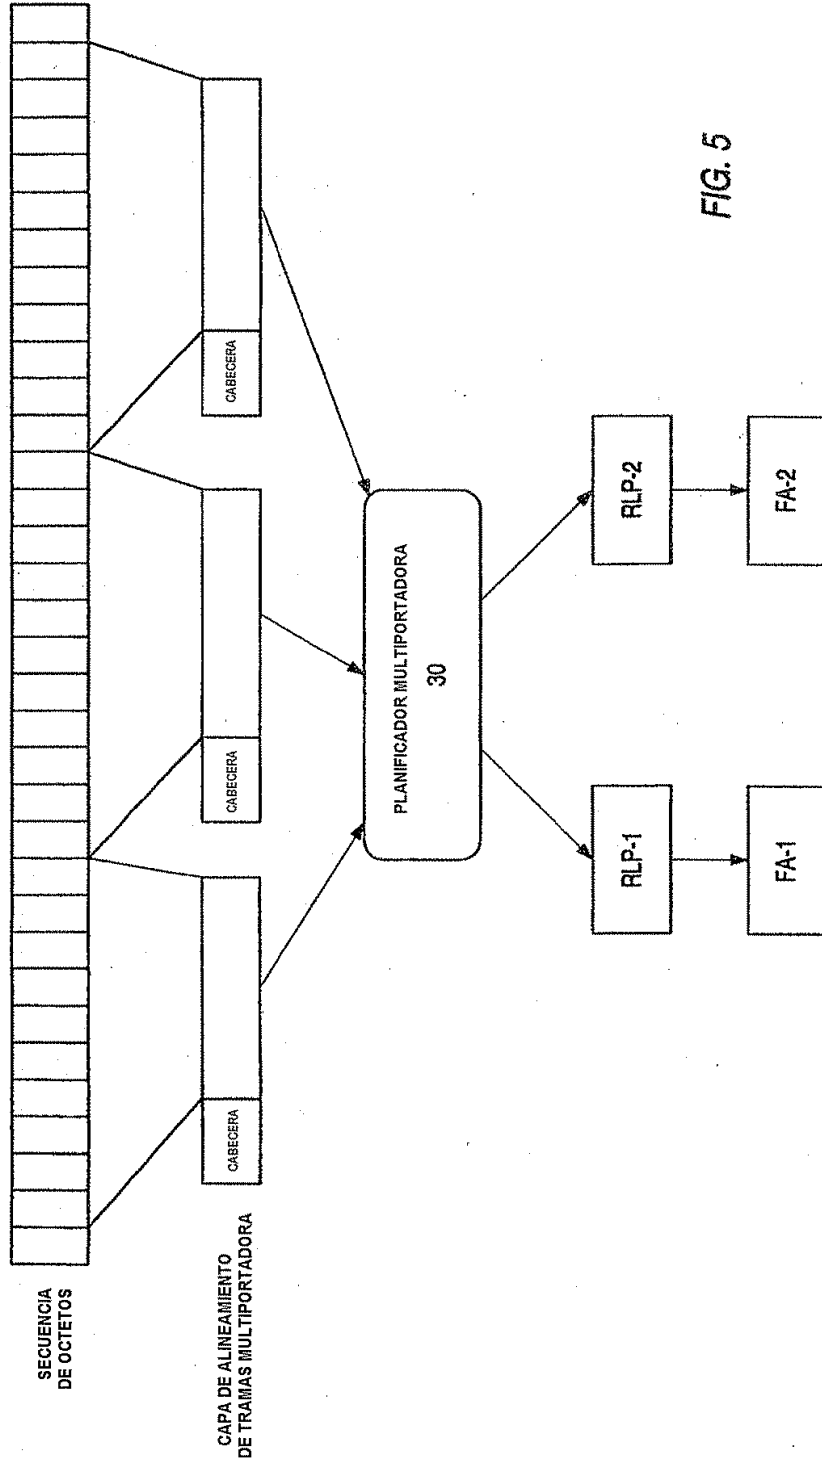 SECUENCIA
DE OCTETOS
CAPA DE ALINEAMIENTO
DE TRAMAS MULTIPORTADORA
CABECERA
CABECERA
CABECERA
PLANIFICADOR MULTIPORTADORA
30
RLP-1
RLP-2
FA-1
FA-2
FIG. 5